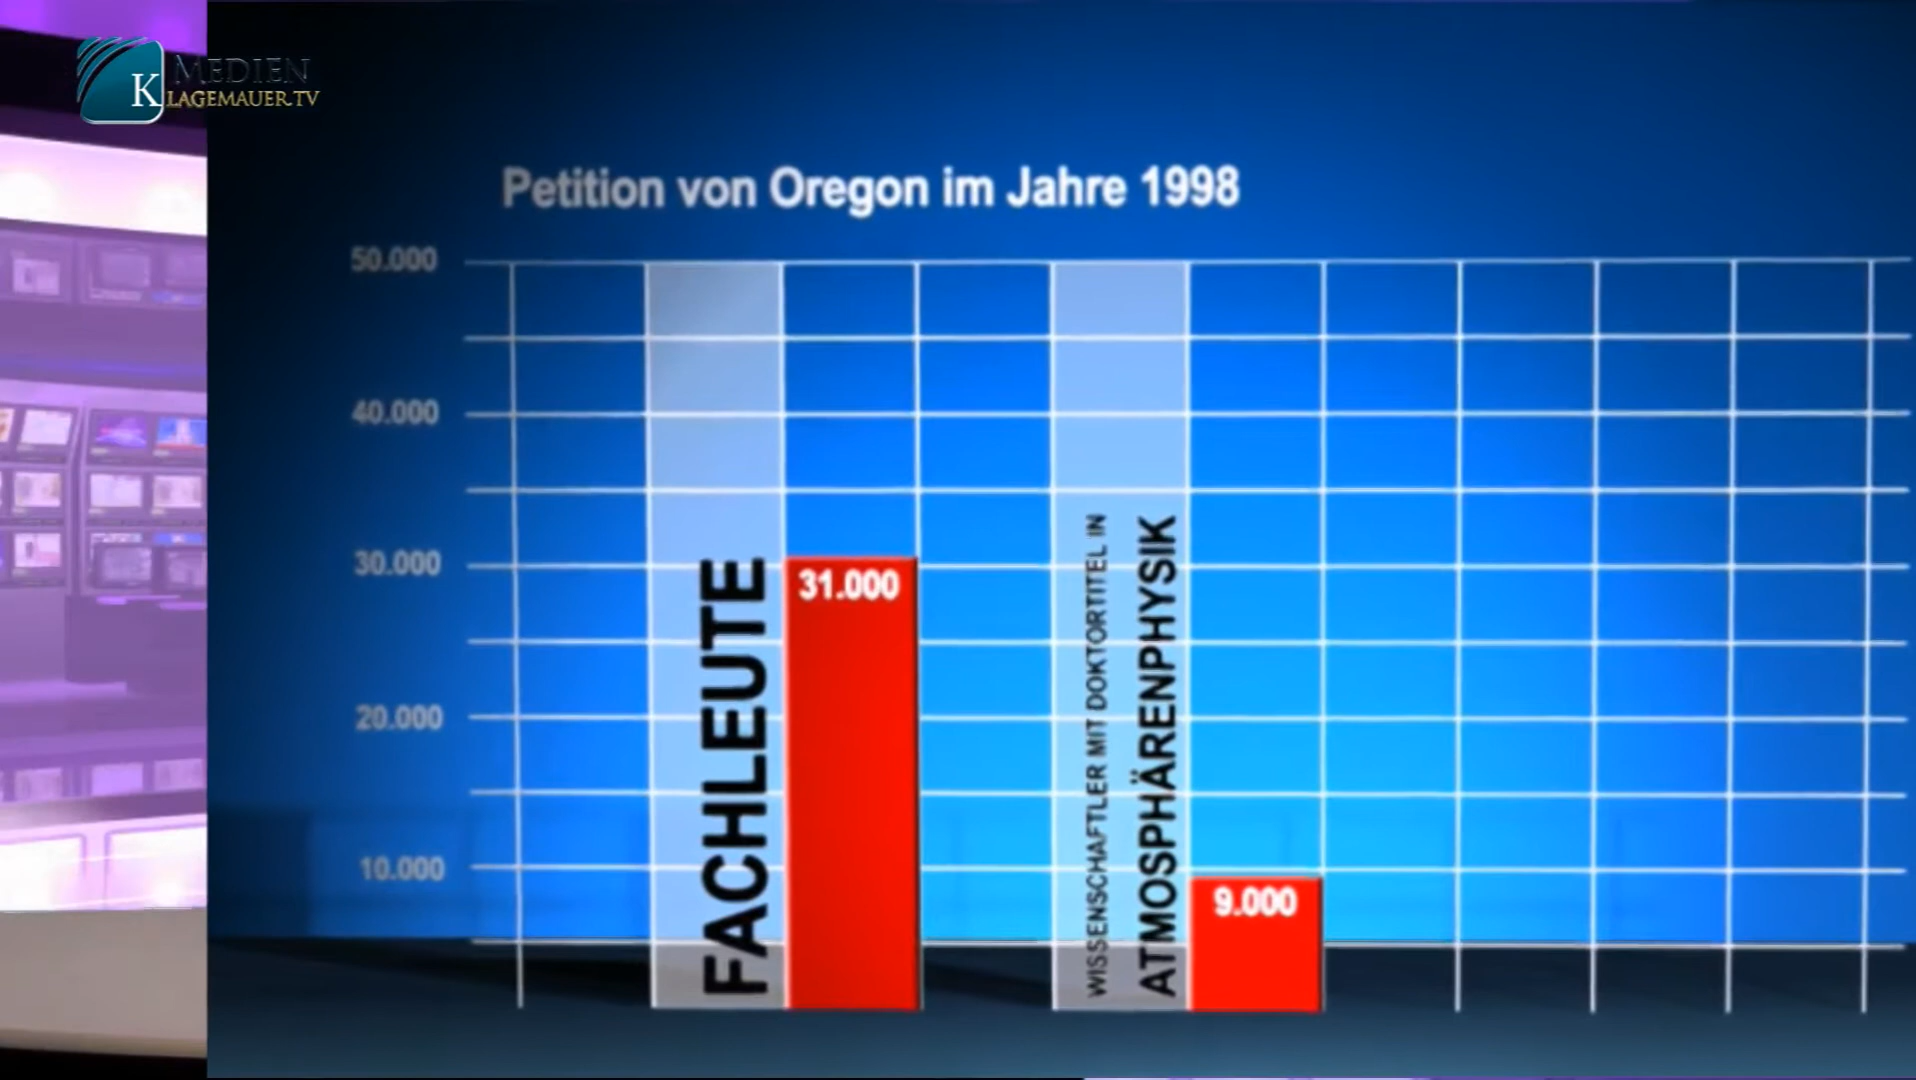 MEDIEN
KLAGEMAUER.TV
Petition von Oregon im Jahre 1998
50.000
40.000
30.000
20.000
10.000
FACHLEUTE
31.000
WISSENSCHAFTLER MIT DOKTORTITEL IN
ATMOSPHÄRENPHYSIK
9.000